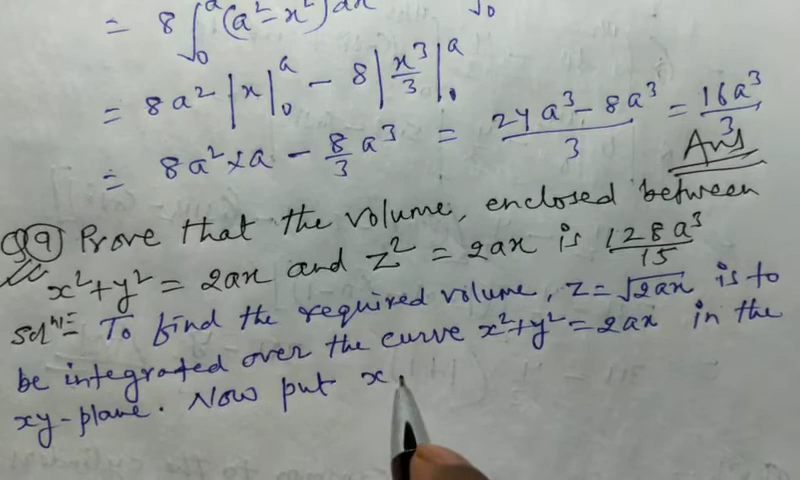 = 8 ∫₀ᵃ (a² - x²) dx
= 8a² |x|₀ᵃ - 8 |x³/3|₀ᵃ
= 8a² × a - 8/3 a³ = (24a³ - 8a³)/3 = 16a³/3
Ans
Q9 Prove that the volume, enclosed between
x² + y² = 2ax and z² = 2ax is 128a³/15
Solⁿ:- To find the required volume, z = √2ax is to
be integrated over the curve x² + y² = 2ax in the
xy-plane. Now put x